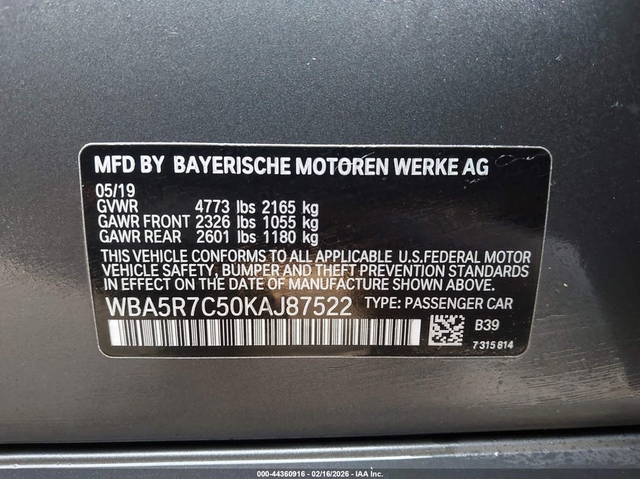 MFD BY BAYERISCHE MOTOREN WERKE AG
05/19
GVWR 4773 lbs 2165 kg
GAWR FRONT 2326 lbs 1055 kg
GAWR REAR 2601 lbs 1180 kg
THIS VEHICLE CONFORMS TO ALL APPLICABLE U.S.FEDERAL MOTOR
VEHICLE SAFETY, BUMPER AND THEFT PREVENTION STANDARDS
IN EFFECT ON THE DATE OF MANUFACTURE SHOWN ABOVE.
WBA5R7C50KAJ87522 TYPE: PASSENGER CAR
B39
7 315 814
000-44360916 - 02/16/2026 - IAA Inc.